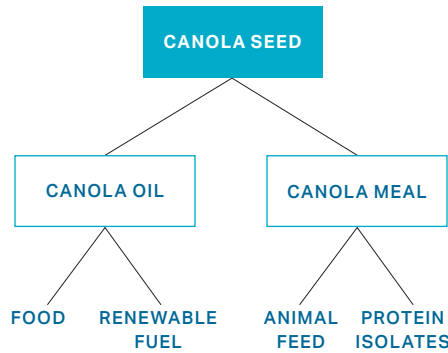 CANOLA SEED
CANOLA OIL
CANOLA MEAL
FOOD
RENEWABLE
FUEL
ANIMAL
FEED
PROTEIN
ISOLATES